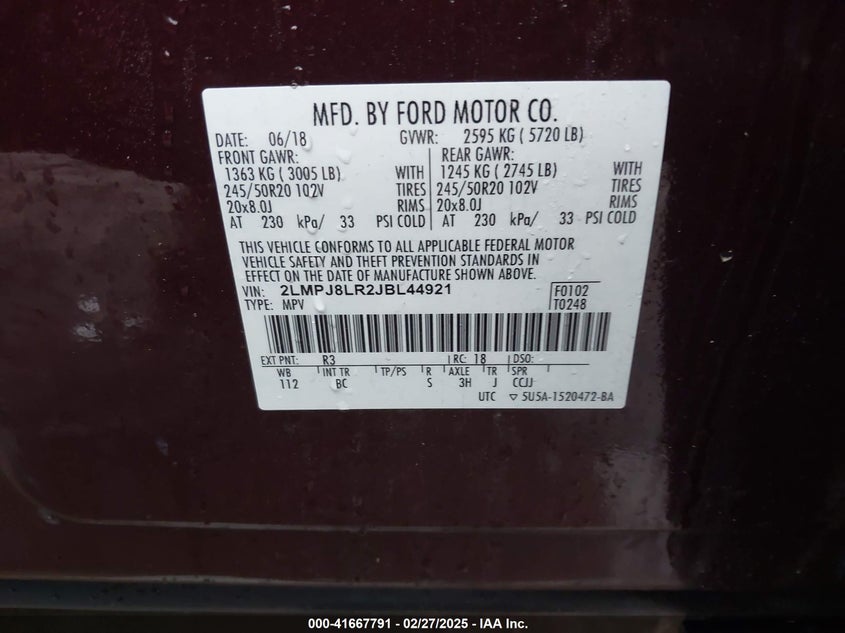 MFD. BY FORD MOTOR CO.
DATE: 06/18 GVWR: 2595 KG ( 5720 LB)
FRONT GAWR: REAR GAWR:
1363 KG ( 3005 LB) WITH 1245 KG ( 2745 LB) WITH
245/50R20 102V TIRES 245/50R20 102V TIRES
20x8.0J RIMS 20x8.0J RIMS
AT 230 kPa/ 33 PSI COLD AT 230 kPa/ 33 PSI COLD
THIS VEHICLE CONFORMS TO ALL APPLICABLE FEDERAL MOTOR
VEHICLE SAFETY AND THEFT PREVENTION STANDARDS IN
EFFECT ON THE DATE OF MANUFACTURE SHOWN ABOVE.
VIN: 2LMPJ8LR2JBL44921 F0102
TYPE: MPV T0248
EXT PNT: R3 RC: 18 DSO:
WB INT TR TP/PS R AXLE TR SPR
112 BC S 3H J CCJJ
UTC ▽ 5U5A-1520472-BA
000-41667791 - 02/27/2025 - IAA Inc.